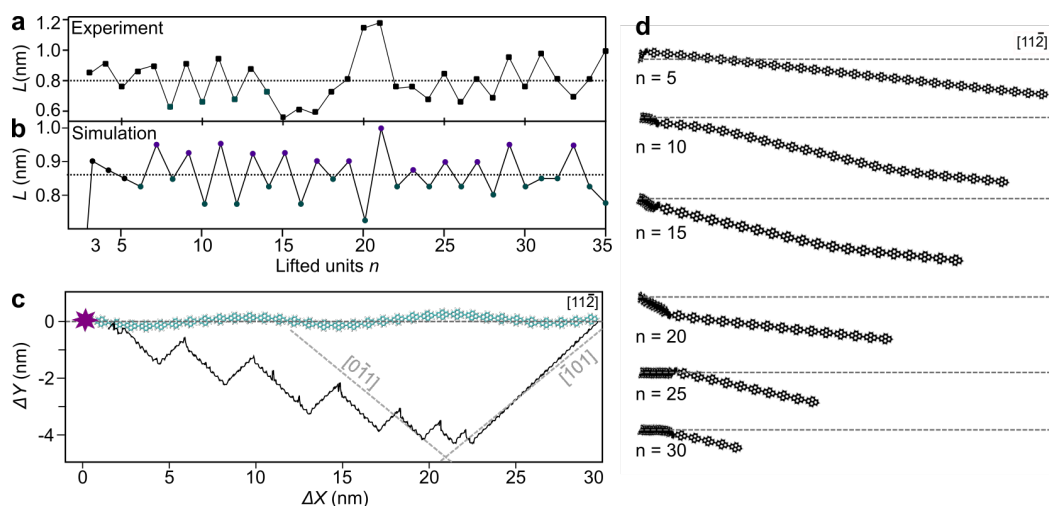 a
Experiment
L(nm)
1.2
1.0
0.8
0.6
b
Simulation
L (nm)
1.0
0.9
0.8
3 5 10 15 20 25 30 35
Lifted units n
c
[112̄]
ΔY (nm)
0
-2
-4
[01̄1]
[1̄01]
0 5 10 15 20 25 30
ΔX (nm)
d
[112̄]
n = 5
n = 10
n = 15
n = 20
n = 25
n = 30